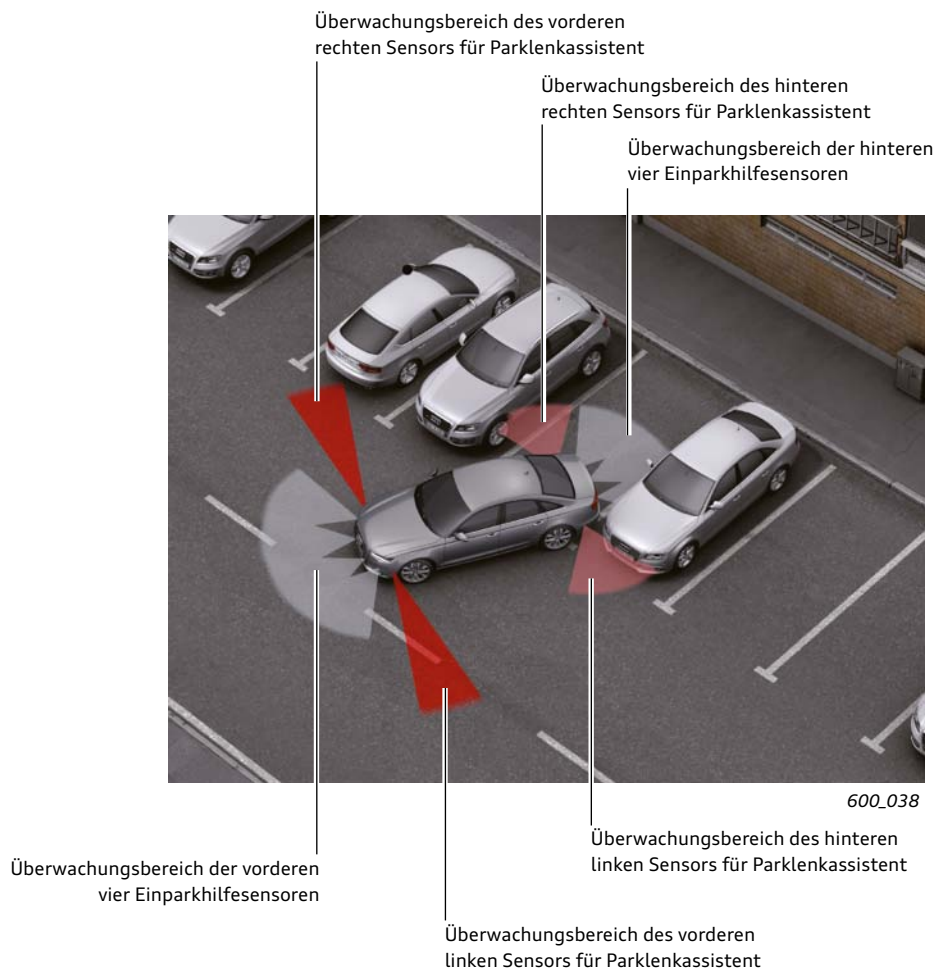 Überwachungsbereich des vorderen
rechten Sensors für Parklenkassistent
Überwachungsbereich des hinteren
rechten Sensors für Parklenkassistent
Überwachungsbereich der hinteren
vier Einparkhilfesensoren
600_038
Überwachungsbereich des hinteren
linken Sensors für Parklenkassistent
Überwachungsbereich der vorderen
vier Einparkhilfesensoren
Überwachungsbereich des vorderen
linken Sensors für Parklenkassistent